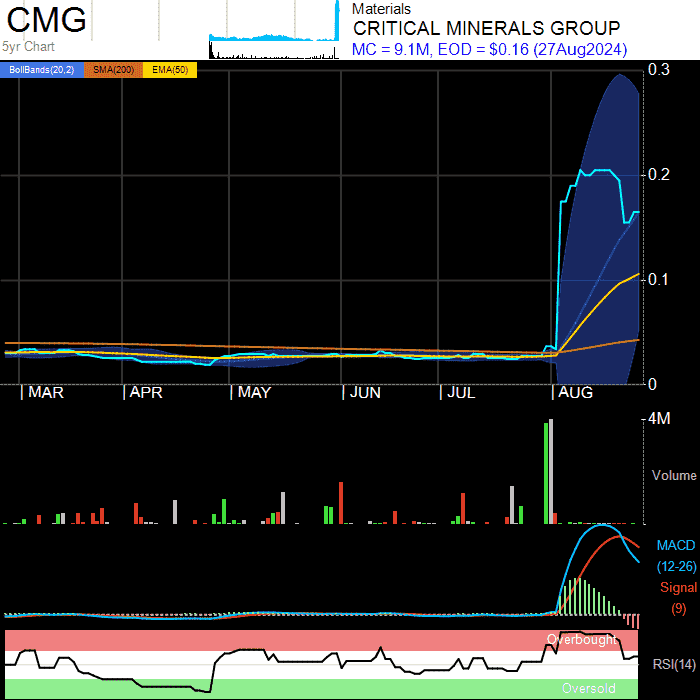 CMG
5yr Chart
Materials
CRITICAL MINERALS GROUP
MC = 9.1M, EOD = $0.16 (27Aug2024)
BollBands(20,2) SMA(200) EMA(50)
0.3
0.2
0.1
0
MAR APR MAY JUN JUL AUG
4M
Volume
MACD
(12-26)
Signal
(9)
Overbought
RSI(14)
Oversold